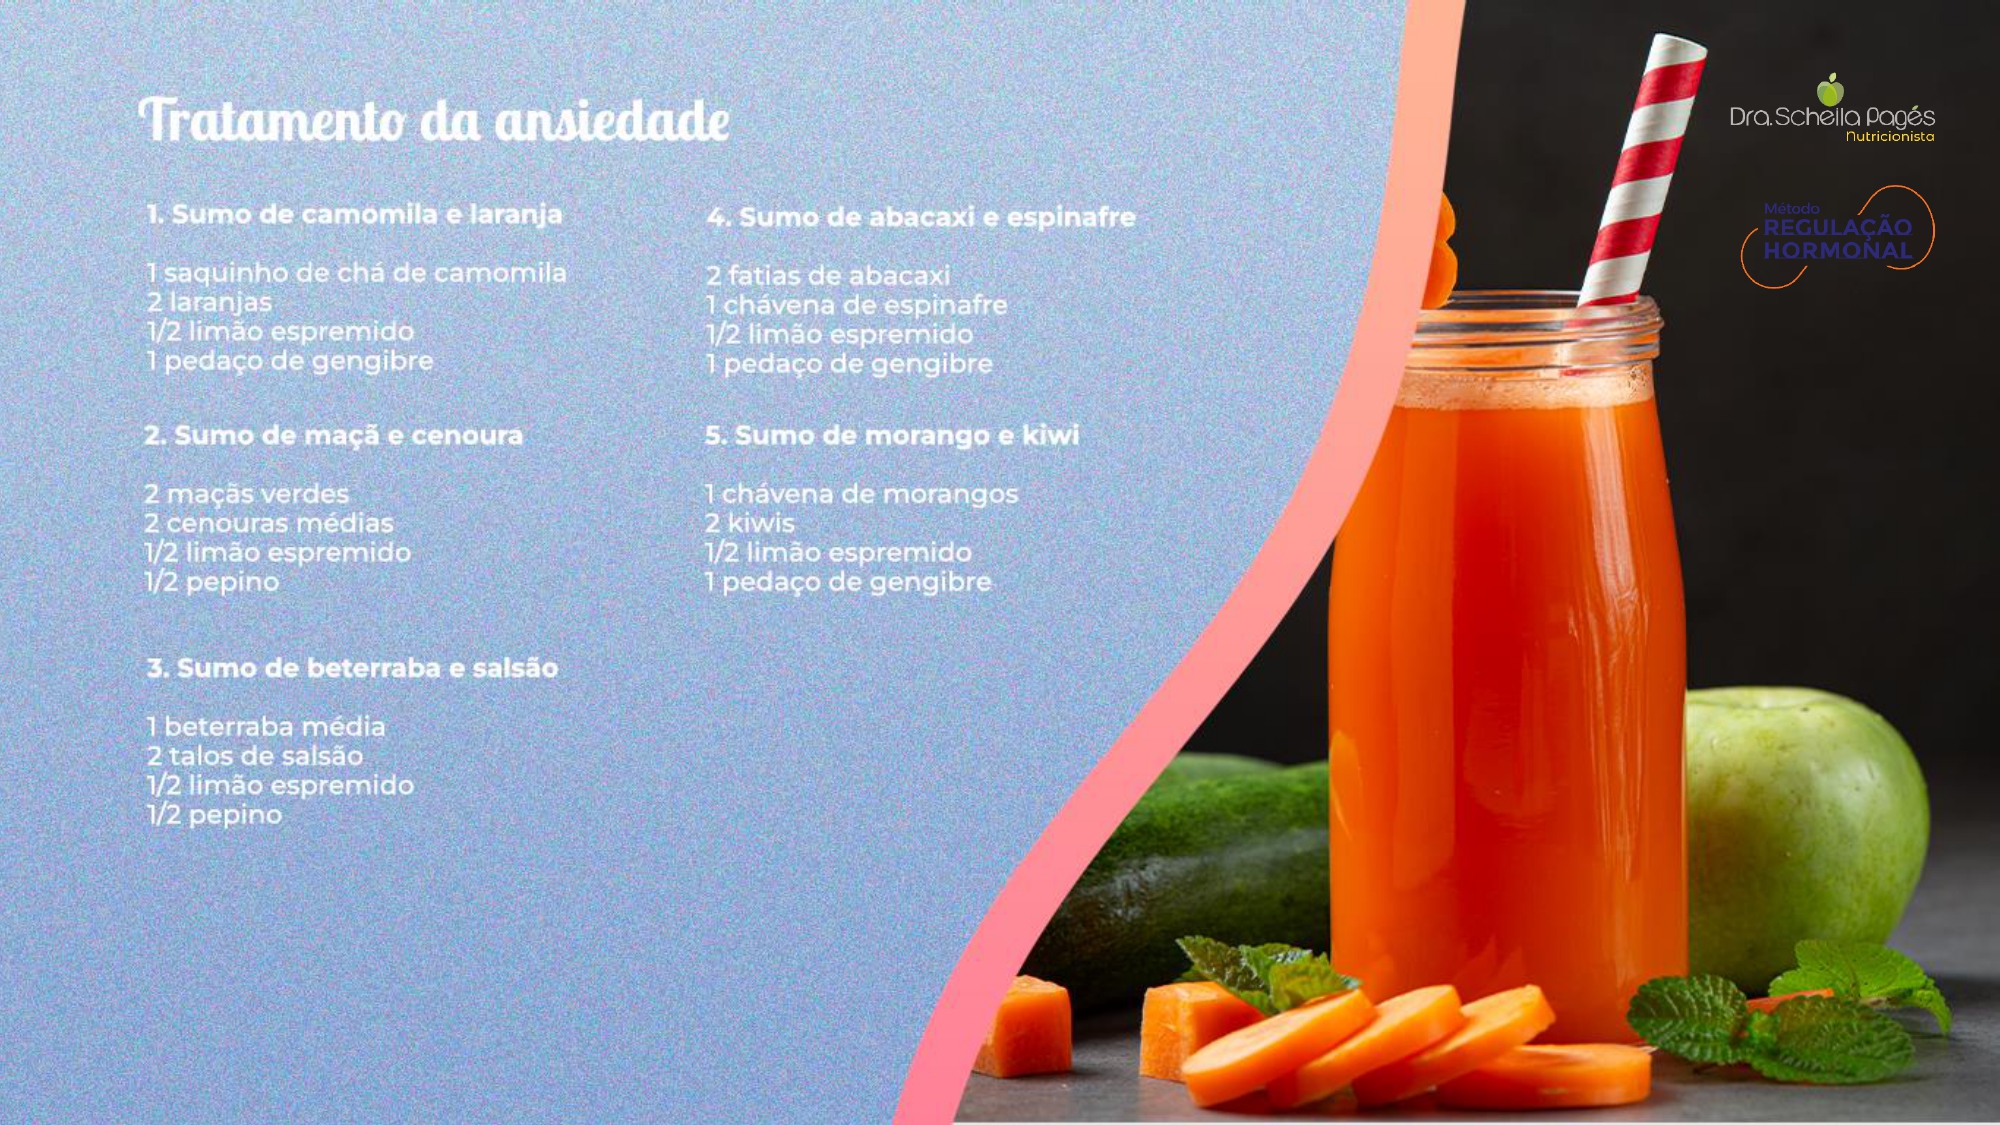 Tratamento da ansiedade
1. Sumo de camomila e laranja
1 saquinho de chá de camomila
2 laranjas
1/2 limão espremido
1 pedaço de gengibre
2. Sumo de maçã e cenoura
2 maçãs verdes
2 cenouras médias
1/2 limão espremido
1/2 pepino
3. Sumo de beterraba e salsão
1 beterraba média
2 talos de salsão
1/2 limão espremido
1/2 pepino
4. Sumo de abacaxi e espinafre
2 fatias de abacaxi
1 chávena de espinafre
1/2 limão espremido
1 pedaço de gengibre
5. Sumo de morango e kiwi
1 chávena de morangos
2 kiwis
1/2 limão espremido
1 pedaço de gengibre
Dra. Scheila Pagés
Nutricionista
Método
REGULAÇÃO
HORMONAL